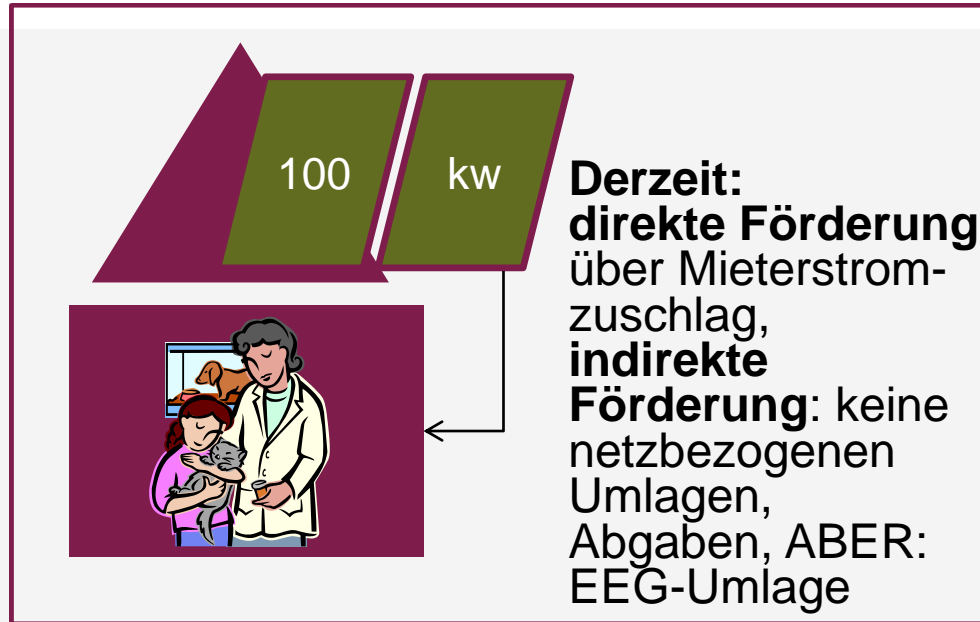 100 kw
Derzeit:
direkte Förderung
über Mieterstrom-
zuschlag,
indirekte
Förderung: keine
netzbezogenen
Umlagen,
Abgaben, ABER:
EEG-Umlage